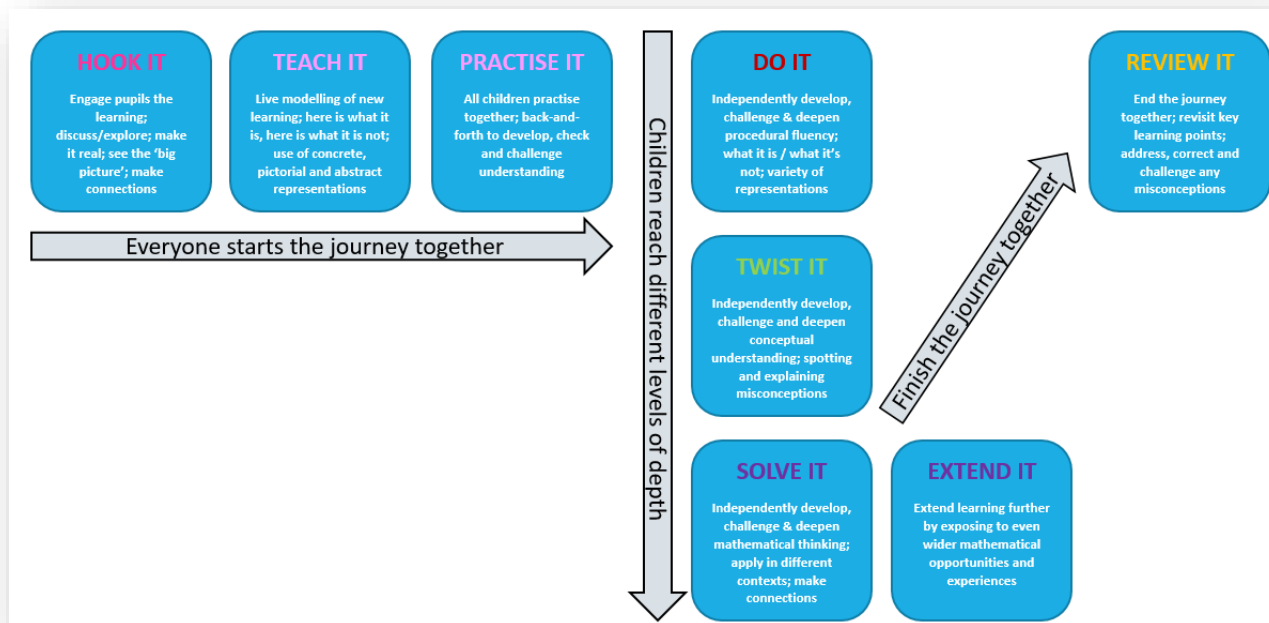 HOOK IT
Engage pupils the
learning;
discuss/explore; make
it real; see the ‘big
picture’; make
connections
TEACH IT
Live modelling of new
learning; here is what it
is, here is what it is not;
use of concrete,
pictorial and abstract
representations
PRACTISE IT
All children practise
together; back-and-
forth to develop, check
and challenge
understanding
Everyone starts the journey together
Children reach different levels of depth
DO IT
Independently develop,
challenge & deepen
procedural fluency;
what it is / what it’s
not; variety of
representations
TWIST IT
Independently develop,
challenge and deepen
conceptual
understanding; spotting
and explaining
misconceptions
SOLVE IT
Independently develop,
challenge & deepen
mathematical thinking;
apply in different
contexts; make
connections
EXTEND IT
Extend learning further
by exposing to even
wider mathematical
opportunities and
experiences
Finish the journey together
REVIEW IT
End the journey
together; revisit key
learning points;
address, correct and
challenge any
misconceptions